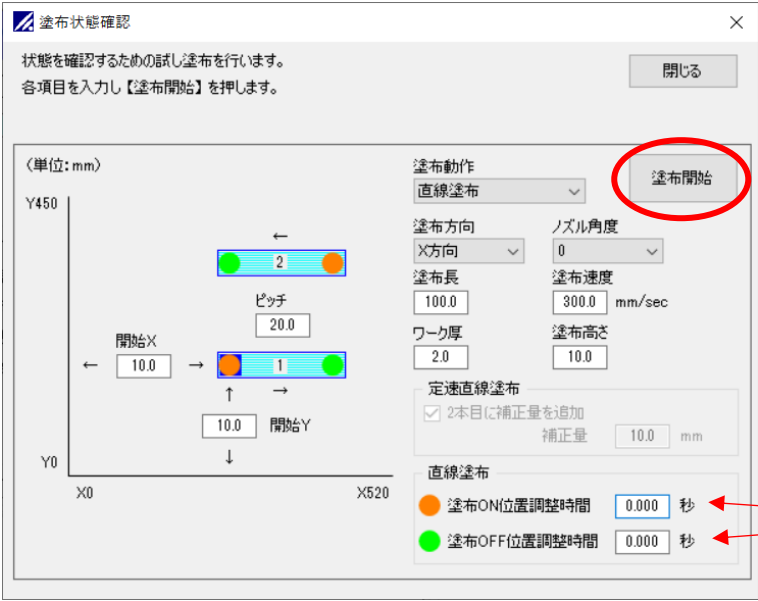 塗布状態確認
状態を確認するための試し塗布を行います。
各項目を入力し【塗布開始】を押します。
閉じる
(単位:mm)
塗布動作
直線塗布
塗布開始
Y450
塗布方向
ノズル角度
X方向
0
←
2
塗布長
塗布速度
100.0
300.0 mm/sec
ピッチ
20.0
ワーク厚
塗布高さ
2.0
10.0
開始X
← 10.0 →
1
↑ →
10.0 開始Y
↓
定速直線塗布
2本目に補正量を追加
補正量 10.0 mm
Y0
X0
X520
直線塗布
塗布ON位置調整時間 0.000 秒
塗布OFF位置調整時間 0.000 秒